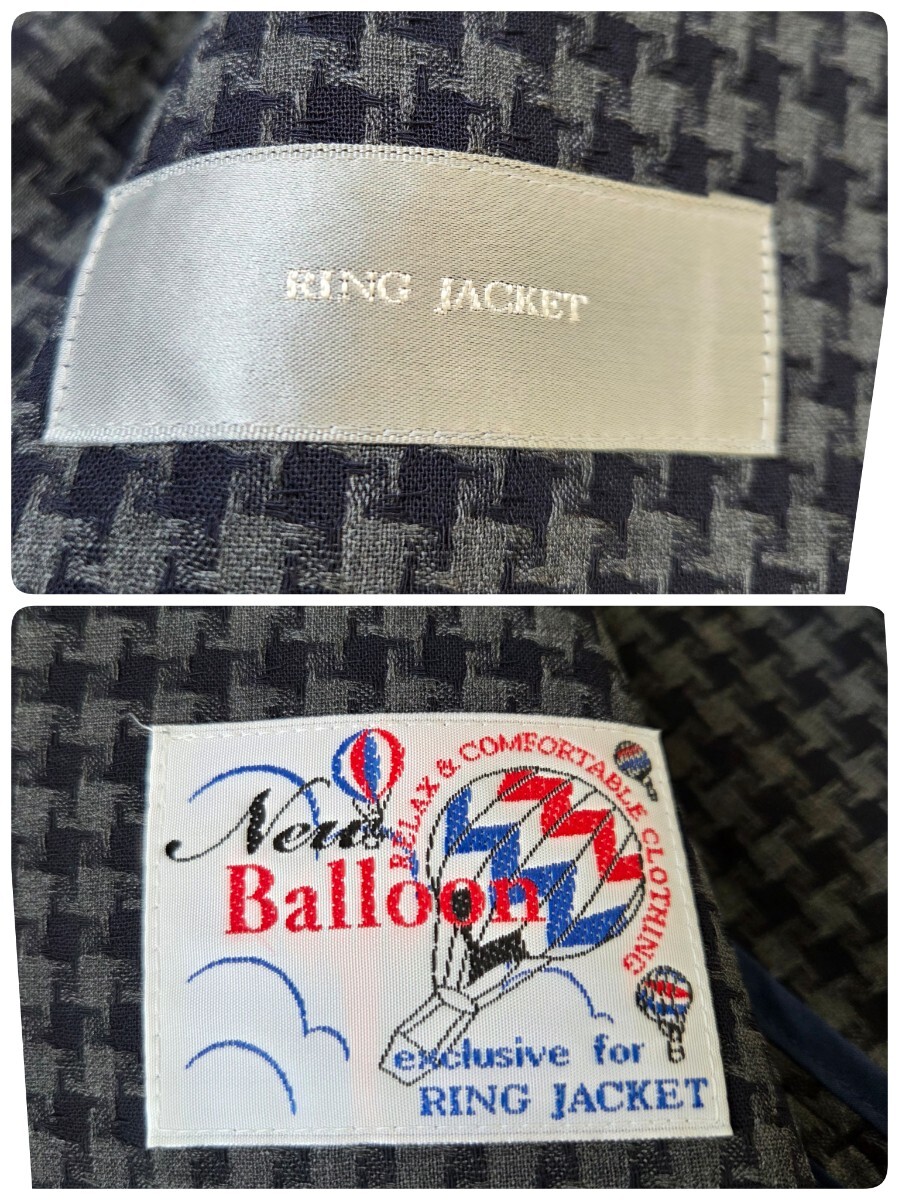 RING JACKET
New
Balloon
RELAX & COMFORTABLE CLOTHING
exclusive for
RING JACKET